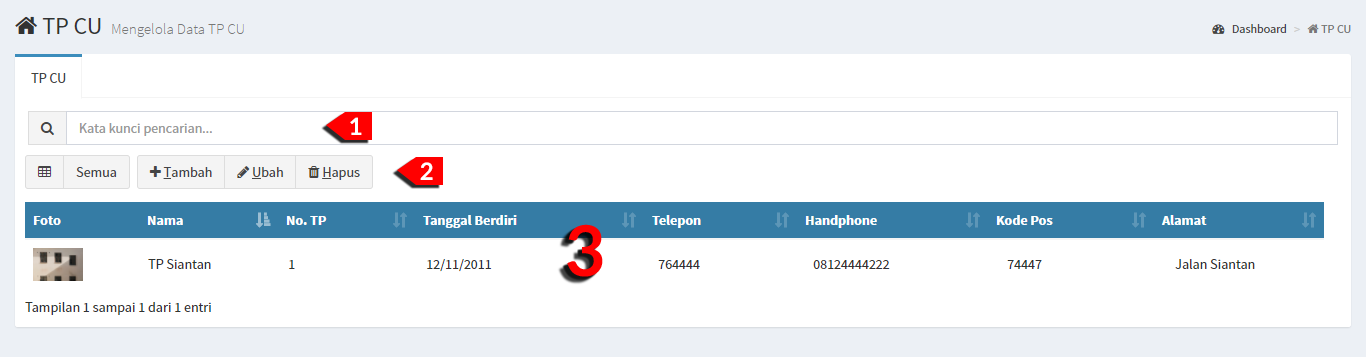 TP CU Mengelola Data TP CU Dashboard > TP CU
TP CU
Kata kunci pencarian... 1
Semua Tambah Ubah Hapus 2
Foto Nama No. TP Tanggal Berdiri Telepon Handphone Kode Pos Alamat
3
TP Siantan 1 12/11/2011 764444 08124444222 74447 Jalan Siantan
Tampilan 1 sampai 1 dari 1 entri